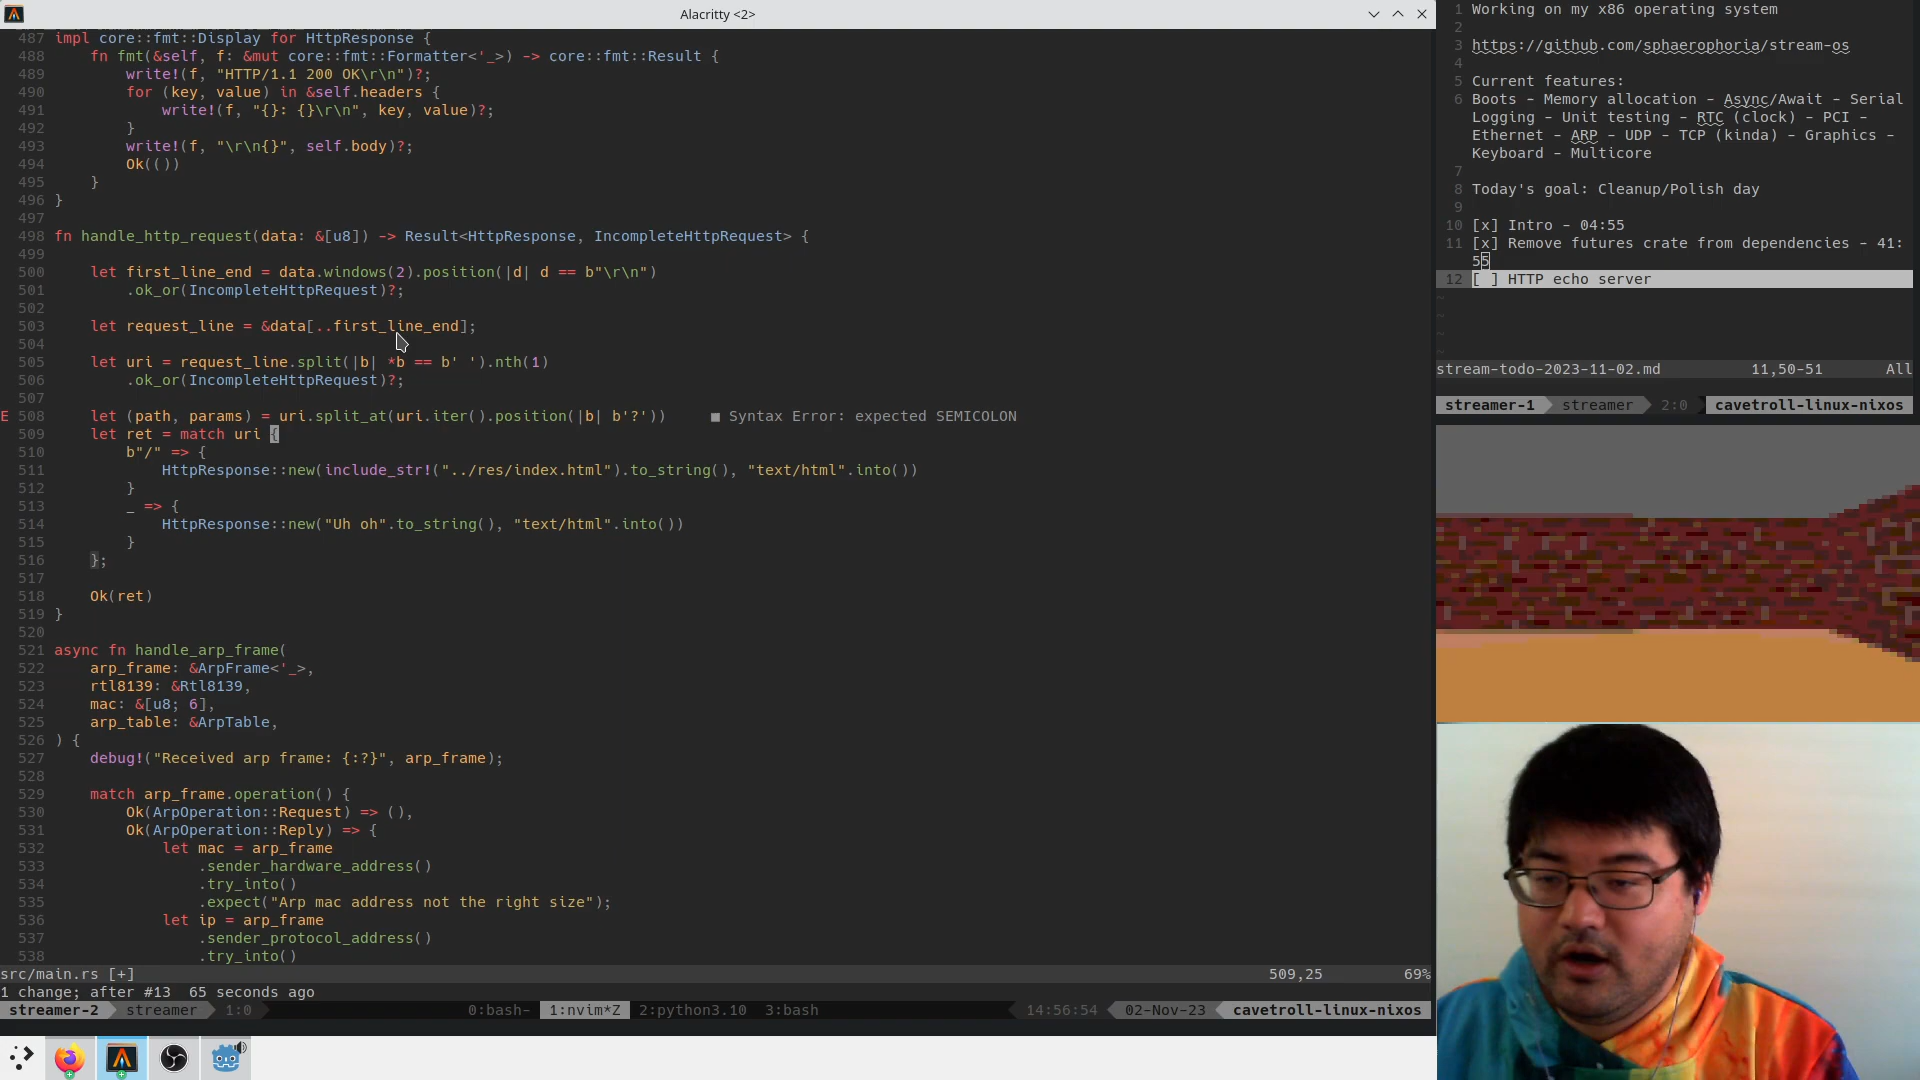 Alacritty <2>
487 impl core::fmt::Display for HttpResponse {
488 fn fmt(&self, f: &mut core::fmt::Formatter<'_>) -> core::fmt::Result {
489 write!(f, "HTTP/1.1 200 OK\r\n")?;
490 for (key, value) in &self.headers {
491 write!(f, "{}: {}\r\n", key, value)?;
492 }
493 write!(f, "\r\n{}", self.body)?;
494 Ok(())
495 }
496 }
497
498 fn handle_http_request(data: &[u8]) -> Result<HttpResponse, IncompleteHttpRequest> {
499
500 let first_line_end = data.windows(2).position(|d| d == b"\r\n")
501 .ok_or(IncompleteHttpRequest)?;
502
503 let request_line = &data[..first_line_end];
504
505 let uri = request_line.split(|b| *b == b' ').nth(1)
506 .ok_or(IncompleteHttpRequest)?;
507
E 508 let (path, params) = uri.split_at(uri.iter().position(|b| b'?')) ■ Syntax Error: expected SEMICOLON
509 let ret = match uri {
510 b"/" => {
511 HttpResponse::new(include_str!("../res/index.html").to_string(), "text/html".into())
512 }
513 _ => {
514 HttpResponse::new("Uh oh".to_string(), "text/html".into())
515 }
516 };
517
518 Ok(ret)
519 }
520
521 async fn handle_arp_frame(
522 arp_frame: &ArpFrame<'_>,
523 rtl8139: &Rtl8139,
524 mac: &[u8; 6],
525 arp_table: &ArpTable,
526 ) {
527 debug!("Received arp frame: {:?}", arp_frame);
528
529 match arp_frame.operation() {
530 Ok(ArpOperation::Request) => (),
531 Ok(ArpOperation::Reply) => {
532 let mac = arp_frame
533 .sender_hardware_address()
534 .try_into()
535 .expect("Arp mac address not the right size");
536 let ip = arp_frame
537 .sender_protocol_address()
538 .try_into()
src/main.rs [+] 509,25 69%
1 change; after #13 65 seconds ago
streamer-2 streamer 1:0 0:bash- 1:nvim*Z 2:python3.10 3:bash 14:56:54 02-Nov-23 cavetroll-linux-nixos
1 Working on my x86 operating system
2
3 https://github.com/sphaerophoria/stream-os
4
5 Current features:
6 Boots - Memory allocation - Async/Await - Serial
Logging - Unit testing - RTC (clock) - PCI -
Ethernet - ARP - UDP - TCP (kinda) - Graphics -
Keyboard - Multicore
7
8 Today's goal: Cleanup/Polish day
9
10 [x] Intro - 04:55
11 [x] Remove futures crate from dependencies - 41:
55
12 [ ] HTTP echo server
~
~
~
~
stream-todo-2023-11-02.md 11,50-51 All
streamer-1 streamer 2:0 cavetroll-linux-nixos